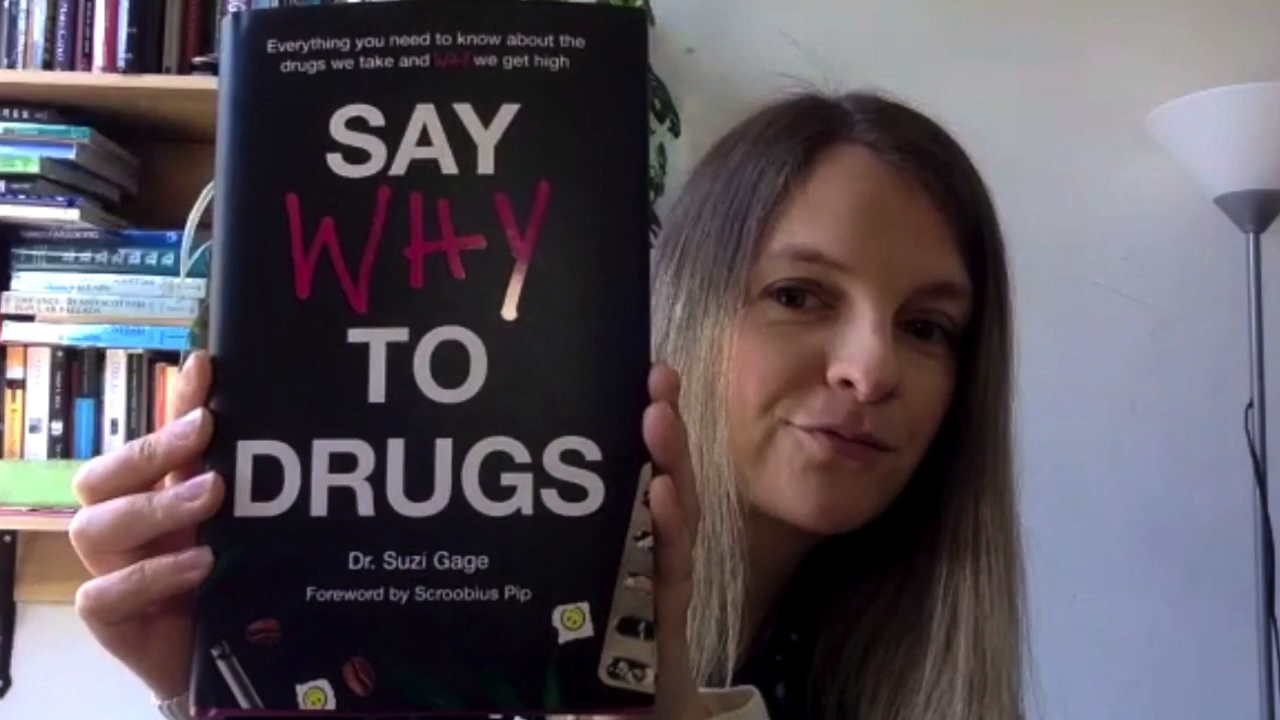 Everything you need to know about the
drugs we take and WHY we get high
SAY
WHY
TO
DRUGS
Dr. Suzi Gage
Foreword by Scroobius Pip